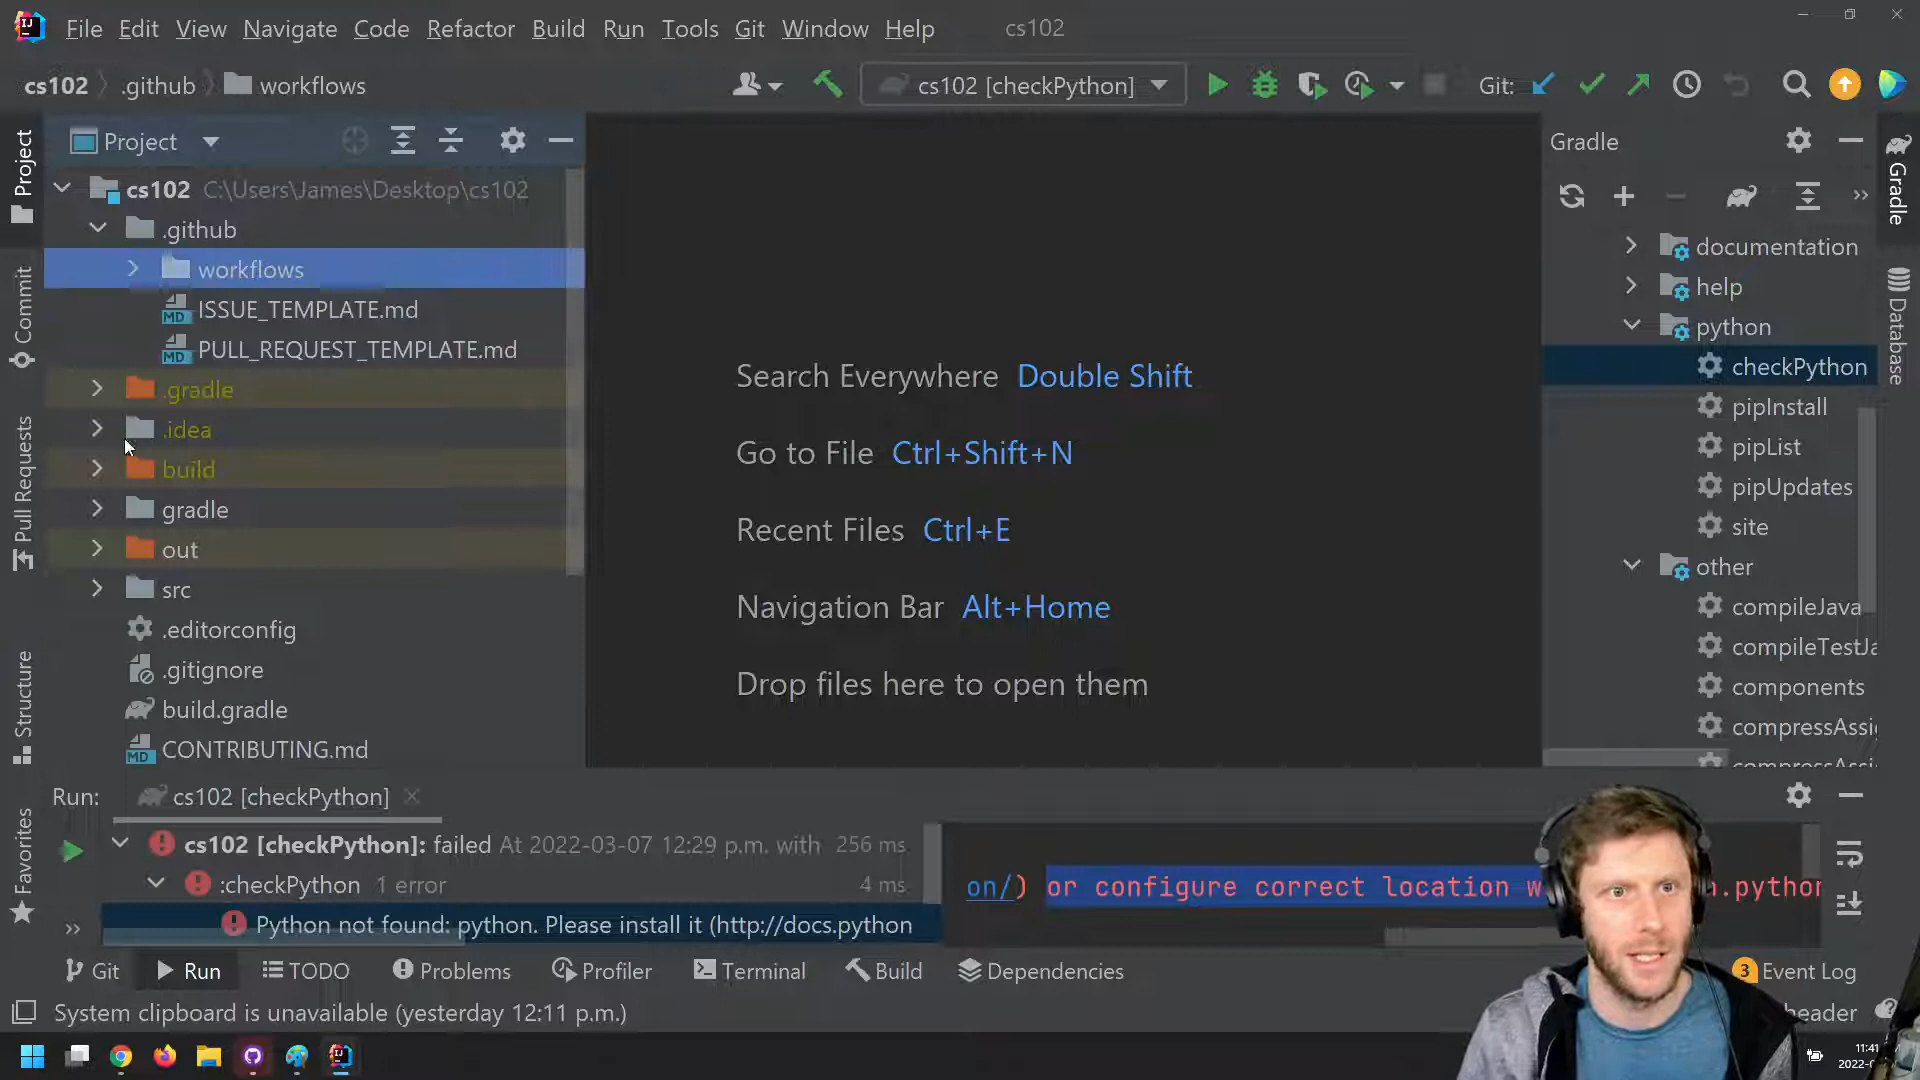 File Edit View Navigate Code Refactor Build Run Tools Git Window Help cs102
cs102 .github workflows cs102 [checkPython] Git:
Project
cs102 C:\Users\James\Desktop\cs102
.github
workflows
ISSUE_TEMPLATE.md
PULL_REQUEST_TEMPLATE.md
.gradle
.idea
build
gradle
out
src
.editorconfig
.gitignore
build.gradle
CONTRIBUTING.md
Project
Commit
Pull Requests
Structure
Favorites
Search Everywhere Double Shift
Go to File Ctrl+Shift+N
Recent Files Ctrl+E
Navigation Bar Alt+Home
Drop files here to open them
Gradle
documentation
help
python
checkPython
pipInstall
pipList
pipUpdates
site
other
compileJava
components
Gradle
Database
Run: cs102 [checkPython]
cs102 [checkPython]: failed At 2022-03-07 12:29 p.m. with 256 ms
:checkPython 1 error 4 ms
Python not found: python. Please install it (http://docs.python
on/) or configure correct location
Git Run TODO Problems Profiler Terminal Build Dependencies 3 Event Log
System clipboard is unavailable (yesterday 12:11 p.m.)